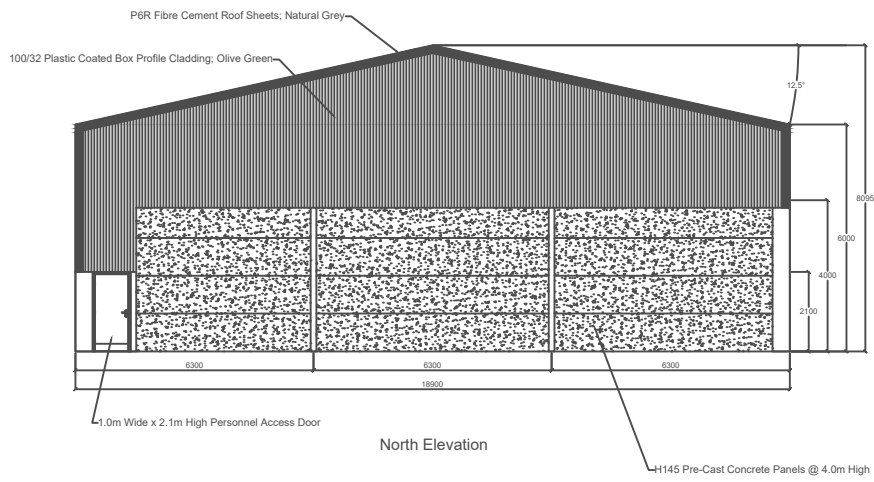 P6R Fibre Cement Roof Sheets; Natural Grey
100/32 Plastic Coated Box Profile Cladding; Olive Green
12.5°
8095
6000
4000
2100
6300
6300
6300
18900
1.0m Wide x 2.1m High Personnel Access Door
North Elevation
H145 Pre-Cast Concrete Panels @ 4.0m High